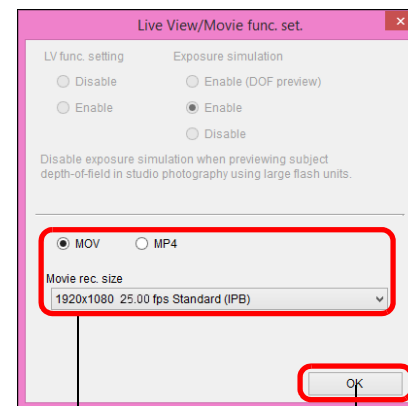 Live View/Movie func. set.
LV func. setting Exposure simulation
Disable Enable (DOF preview)
Enable Enable
Disable
Disable exposure simulation when previewing subject
depth-of-field in studio photography using large flash units.
MOV MP4
Movie rec. size
1920x1080 25.00 fps Standard (IPB)
OK